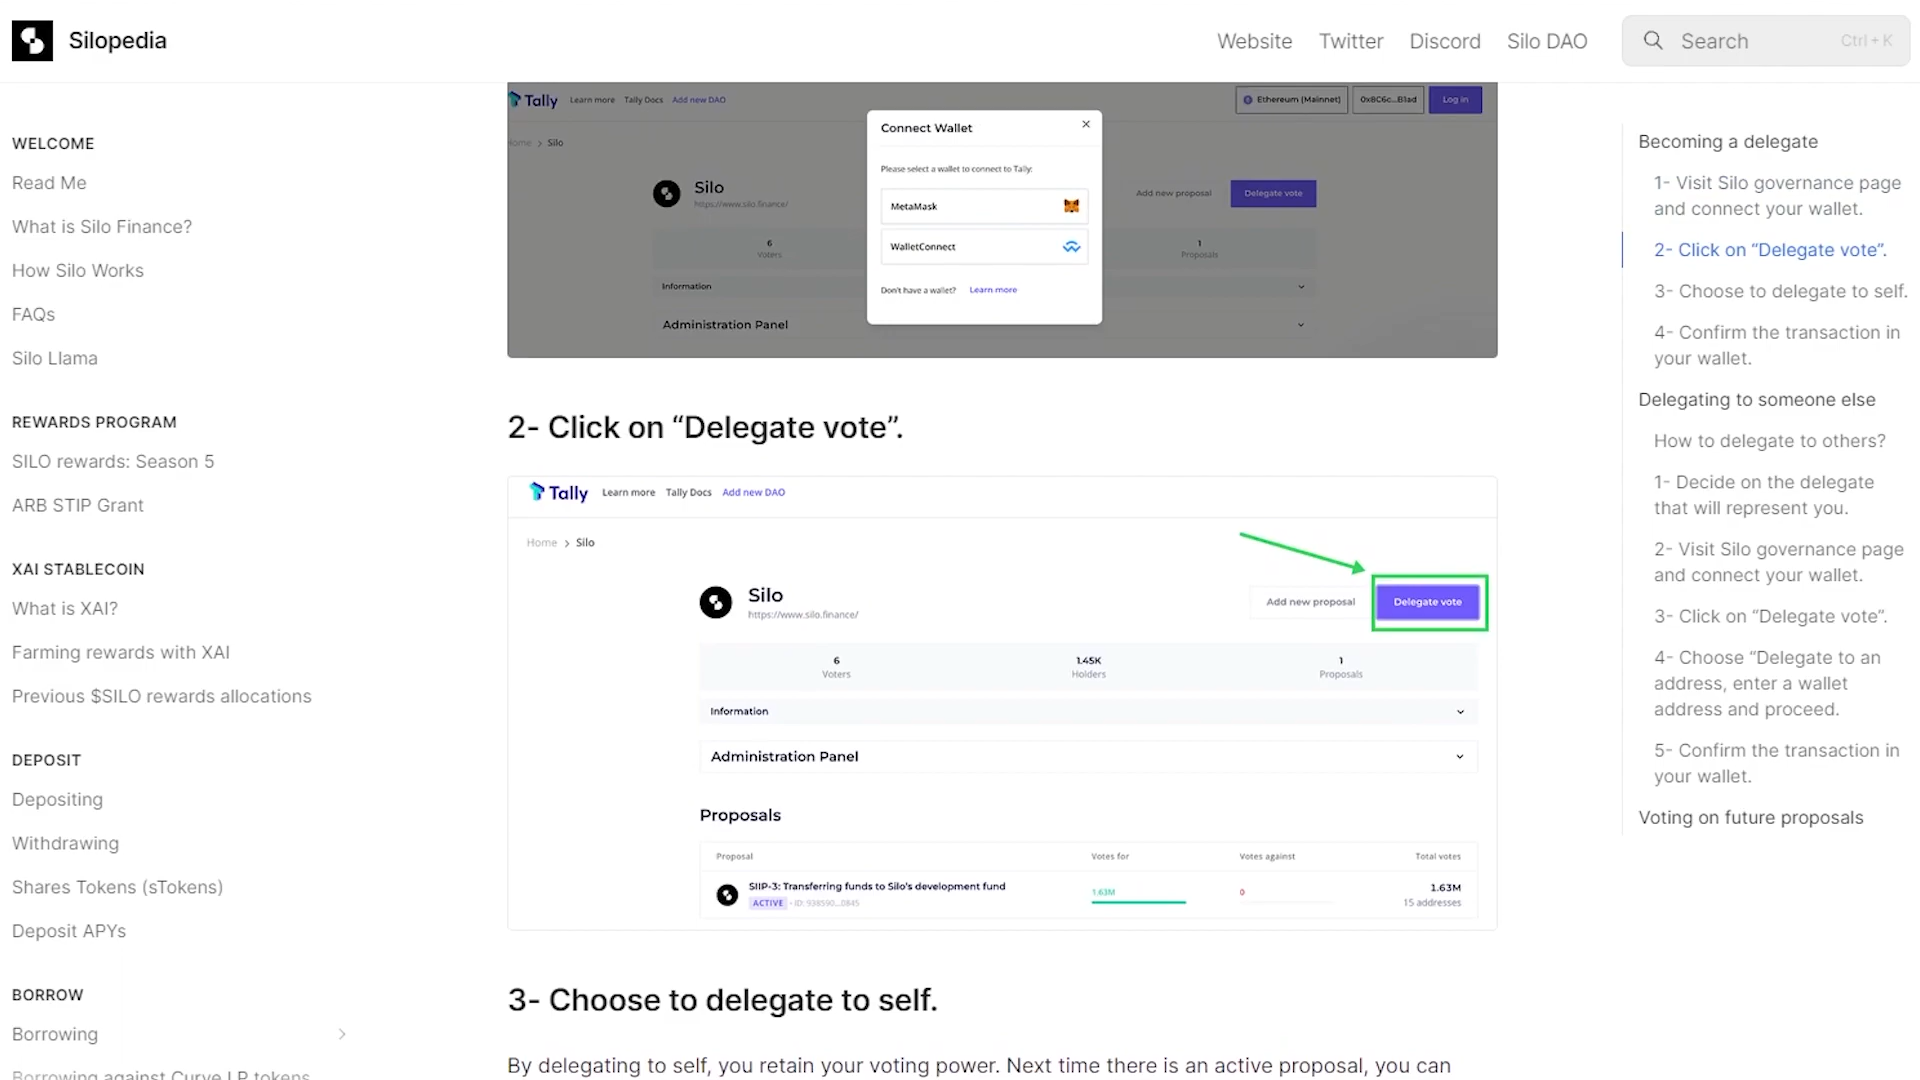 Silopedia
Website
Twitter
Discord
Silo DAO
Search
Ctrl + K
WELCOME
Read Me
What is Silo Finance?
How Silo Works
FAQs
Silo Llama
REWARDS PROGRAM
SILO rewards: Season 5
ARB STIP Grant
XAI STABLECOIN
What is XAI?
Farming rewards with XAI
Previous $SILO rewards allocations
DEPOSIT
Depositing
Withdrawing
Shares Tokens (sTokens)
Deposit APYs
BORROW
Borrowing
Borrowing against Curve LP tokens
Tally
Learn more
Tally Docs
Add new DAO
Ethereum (Mainnet)
0x8C6c...B1ad
Log in
Home > Silo
Silo
https://www.silo.finance/
Add new proposal
Delegate vote
6
Voters
1
Proposals
Information
Administration Panel
Connect Wallet
Please select a wallet to connect to Tally:
MetaMask
WalletConnect
Don't have a wallet? Learn more
2- Click on “Delegate vote”.
Tally
Learn more
Tally Docs
Add new DAO
Home > Silo
Silo
https://www.silo.finance/
Add new proposal
Delegate vote
6
Voters
1.45K
Holders
1
Proposals
Information
Administration Panel
Proposals
Proposal
Votes for
Votes against
Total votes
SIIP-3: Transferring funds to Silo's development fund
ACTIVE - ID: 938590...0845
1.63M
0
1.63M
15 addresses
3- Choose to delegate to self.
By delegating to self, you retain your voting power. Next time there is an active proposal, you can
Becoming a delegate
1- Visit Silo governance page
and connect your wallet.
2- Click on “Delegate vote”.
3- Choose to delegate to self.
4- Confirm the transaction in
your wallet.
Delegating to someone else
How to delegate to others?
1- Decide on the delegate
that will represent you.
2- Visit Silo governance page
and connect your wallet.
3- Click on “Delegate vote”.
4- Choose “Delegate to an
address, enter a wallet
address and proceed.
5- Confirm the transaction in
your wallet.
Voting on future proposals